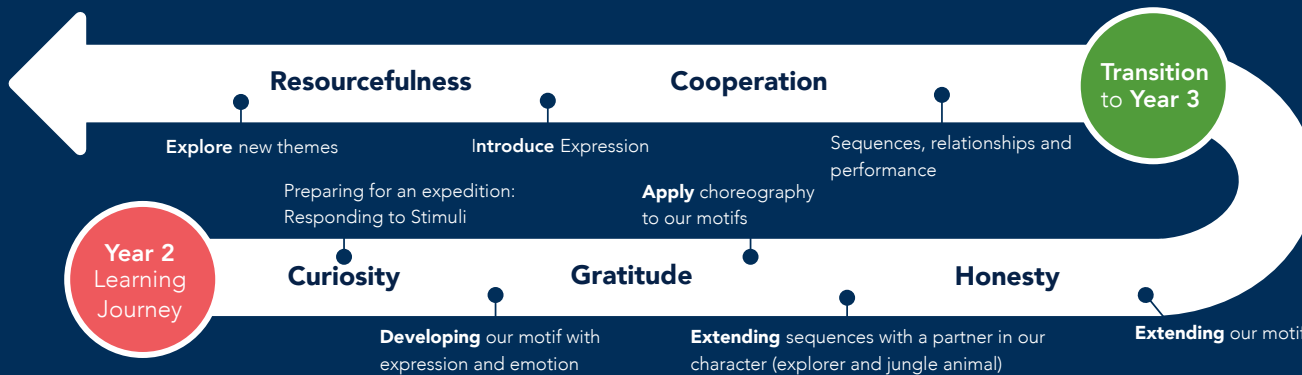 Resourcefulness
Cooperation
Transition
to Year 3
Explore new themes
Introduce Expression
Sequences, relationships and
performance
Preparing for an expedition:
Responding to Stimuli
Apply choreography
to our motifs
Year 2
Learning
Journey
Curiosity
Gratitude
Honesty
Developing our motif with
expression and emotion
Extending sequences with a partner in our
character (explorer and jungle animal)
Extending our motif